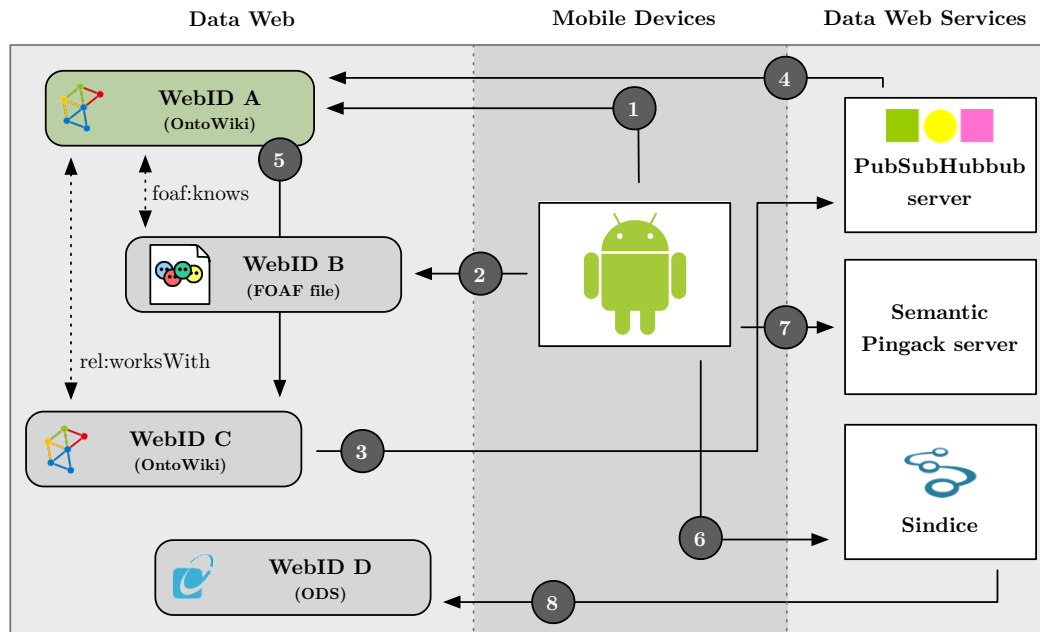 Data Web
Mobile Devices
Data Web Services
4
WebID A
(OntoWiki)
1
5
foaf:knows
PubSubHubbub
server
WebID B
(FOAF file)
2
7
Semantic
Pingack server
rel:worksWith
WebID C
(OntoWiki)
3
6
Sindice
WebID D
(ODS)
8